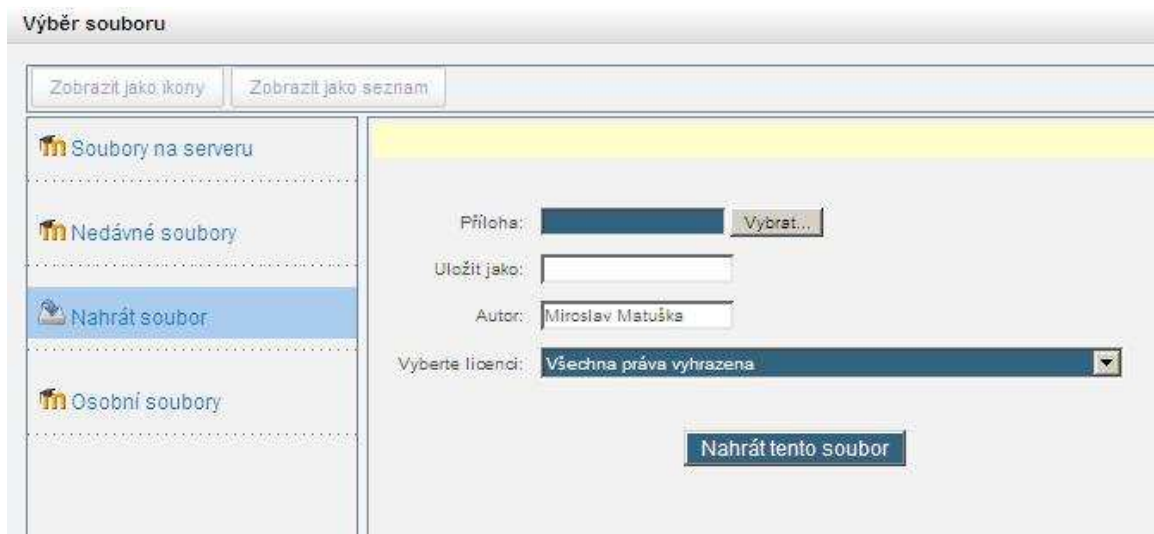 Výběr souboru
Zobrazit jako ikony Zobrazit jako seznam
Soubory na serveru
Nedávné soubory
Nahrát soubor
Osobní soubory
Příloha: Vybrat...
Uložit jako:
Autor: Miroslav Matuška
Vyberte licenci: Všechna práva vyhrazena
Nahrát tento soubor